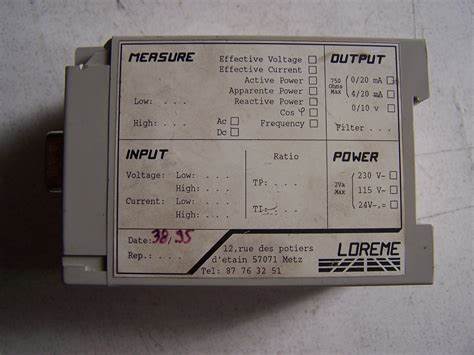 MEASURE
Effective Voltage
Effective Current
Active Power
Apparente Power
Low: . . . Reactive Power
Cos φ
High: . . . Ac Frequency
Dc
OUTPUT
750 Ohms Max
0/20 mA
4/20 mA
0/10 v
Filter ...
INPUT
Ratio
Voltage: Low: . . .
High: . . . TP: . . .
Current: Low: . . .
High: . . . TI: . . .
POWER
2Va Max
230 V~
115 V~
24V~,=
Date: 38,95
Rep.: . . .
12,rue des potiers
d'etain 57071 Metz
Tel: 87 76 32 51
LOREME